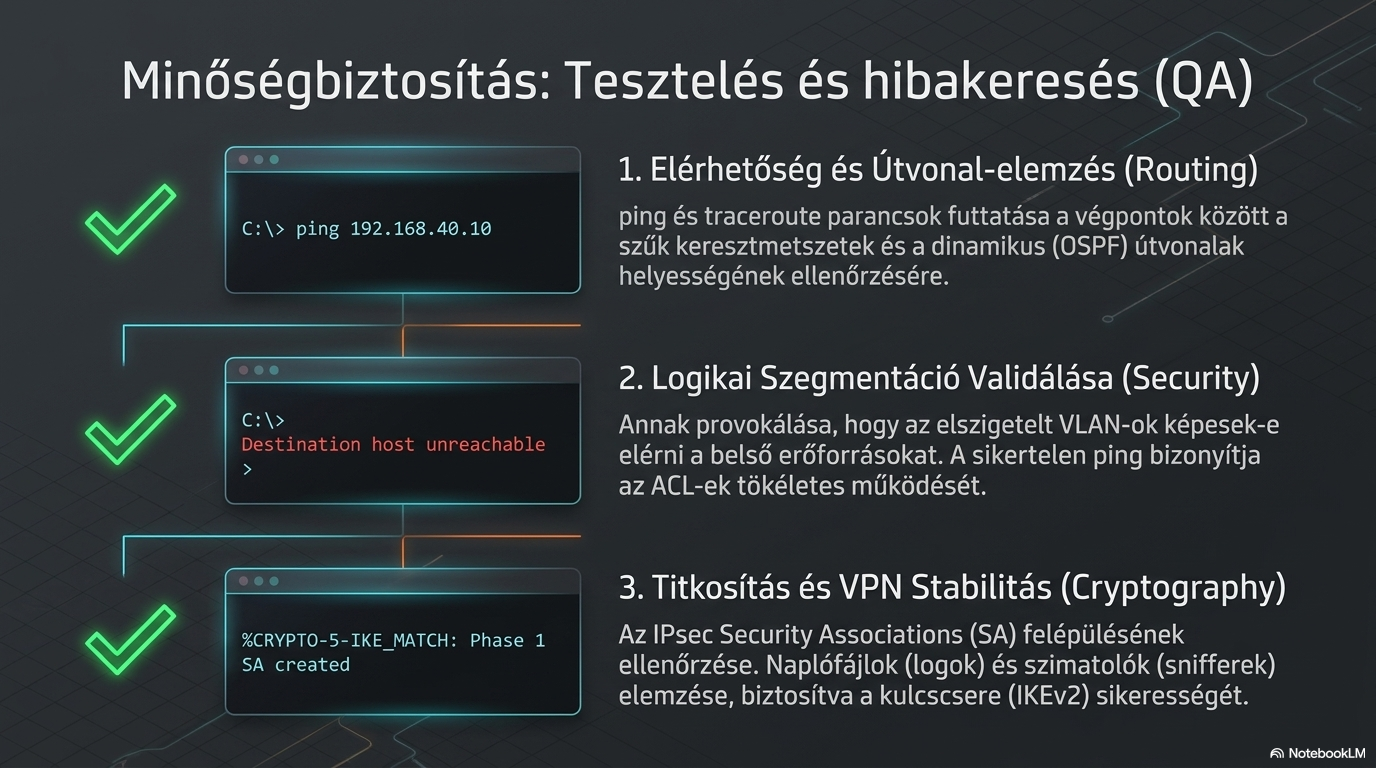 Minőségbiztosítás: Tesztelés és hibakeresés (QA)
C:\> ping 192.168.40.10
1. Elérhetőség és Útvonal-elemzés (Routing)
ping és traceroute parancsok futtatása a végpontok között a
szűk keresztmetszetek és a dinamikus (OSPF) útvonalak
helyességének ellenőrzésére.
C:\>
Destination host unreachable
>
2. Logikai Szegmentáció Validálása (Security)
Annak provokálása, hogy az elszigetelt VLAN-ok képesek-e
elérni a belső erőforrásokat. A sikertelen ping bizonyítja
az ACL-ek tökéletes működését.
%CRYPTO-5-IKE_MATCH: Phase 1
SA created
3. Titkosítás és VPN Stabilitás (Cryptography)
Az IPsec Security Associations (SA) felépülésének
ellenőrzése. Naplófájlok (logok) és szimatolók (snifferek)
elemzése, biztosítva a kulcscsere (IKEv2) sikerességét.
NotebookLM